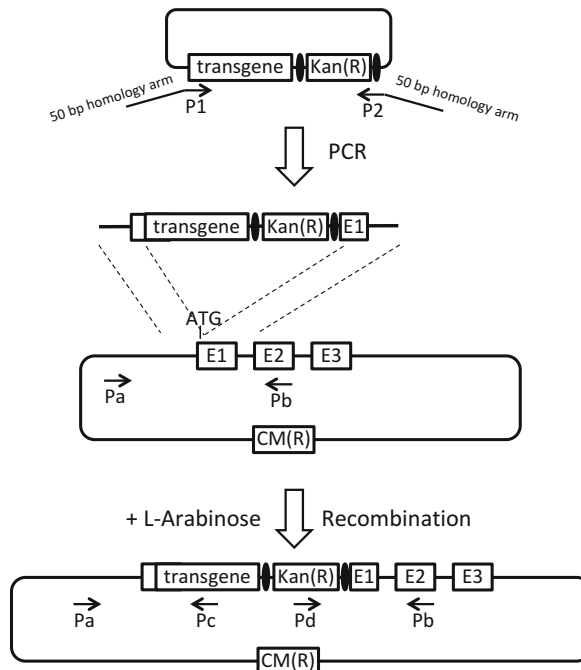 transgene Kan(R)
50 bp homology arm P1 P2 50 bp homology arm
PCR
transgene Kan(R) E1
ATG
E1 E2 E3
Pa Pb
CM(R)
+ L-Arabinose Recombination
transgene Kan(R) E1 E2 E3
Pa Pc Pd Pb
CM(R)